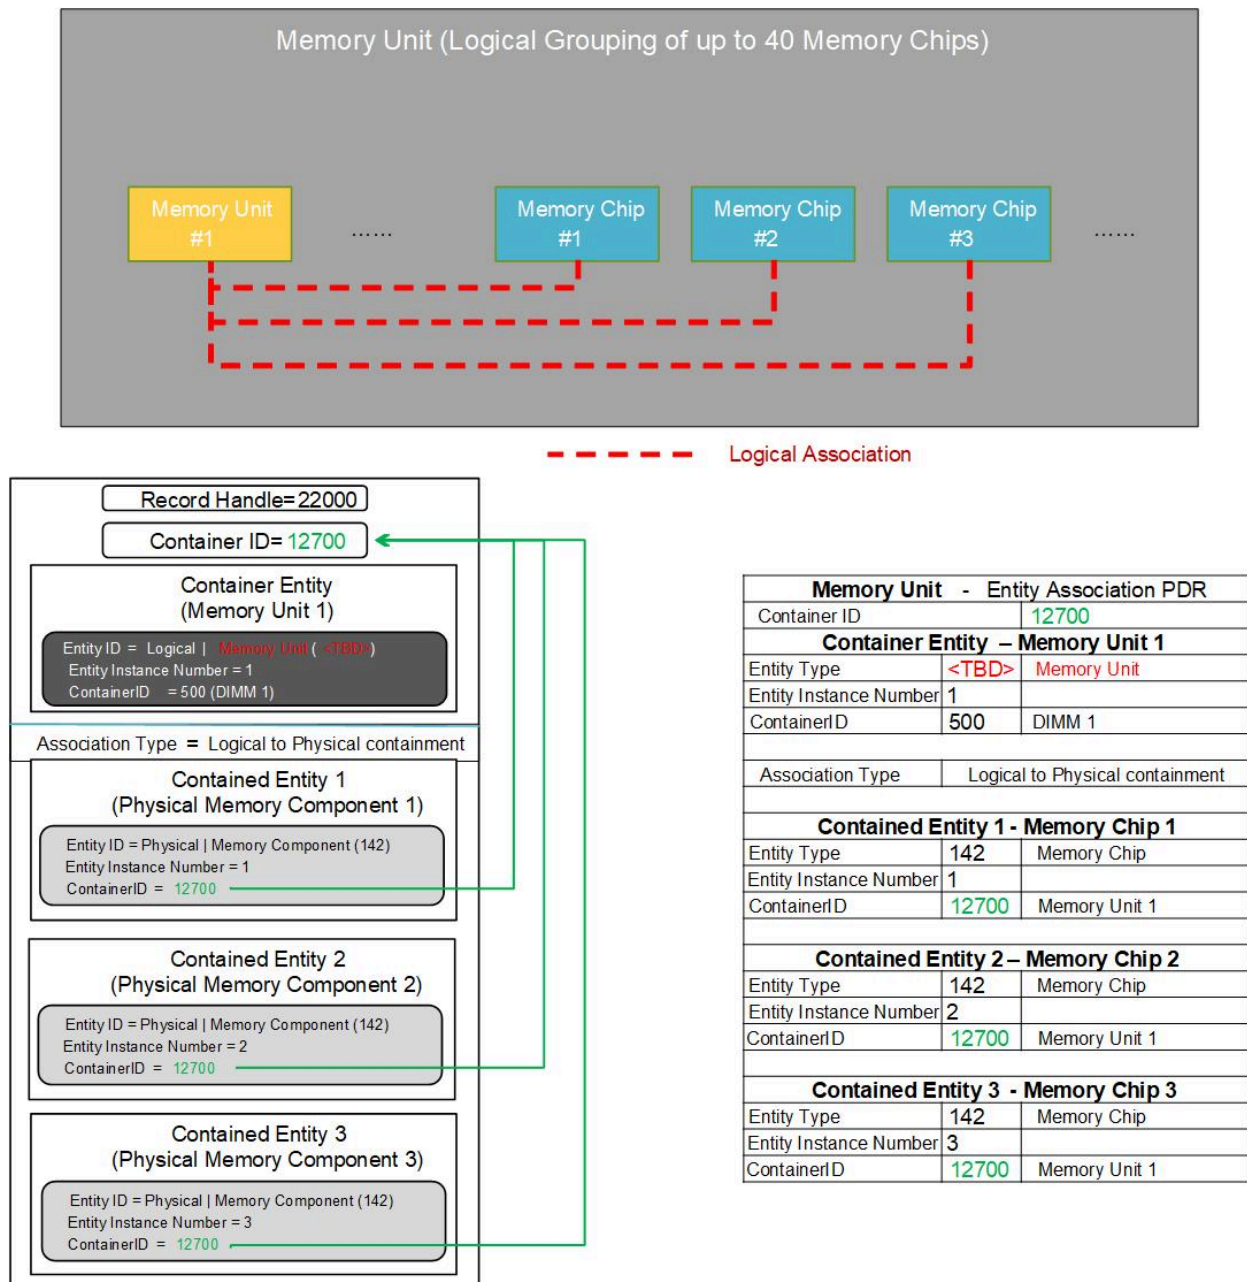 Memory Unit (Logical Grouping of up to 40 Memory Chips)
Memory Unit
#1
......
Memory Chip
#1
Memory Chip
#2
Memory Chip
#3
......
Logical Association
Record Handle=22000
Container ID= 12700
Container Entity
(Memory Unit 1)
Entity ID = Logical | Memory Unit ( <TBD>)
Entity Instance Number = 1
ContainerID = 500 (DIMM 1)
Association Type = Logical to Physical containment
Contained Entity 1
(Physical Memory Component 1)
Entity ID = Physical | Memory Component (142)
Entity Instance Number = 1
ContainerID = 12700
Contained Entity 2
(Physical Memory Component 2)
Entity ID = Physical | Memory Component (142)
Entity Instance Number = 2
ContainerID = 12700
Contained Entity 3
(Physical Memory Component 3)
Entity ID = Physical | Memory Component (142)
Entity Instance Number = 3
ContainerID = 12700
Memory Unit - Entity Association PDR
Container ID 12700
Container Entity – Memory Unit 1
Entity Type <TBD> Memory Unit
Entity Instance Number 1
ContainerID 500 DIMM 1
Association Type Logical to Physical containment
Contained Entity 1 - Memory Chip 1
Entity Type 142 Memory Chip
Entity Instance Number 1
ContainerID 12700 Memory Unit 1
Contained Entity 2 – Memory Chip 2
Entity Type 142 Memory Chip
Entity Instance Number 2
ContainerID 12700 Memory Unit 1
Contained Entity 3 - Memory Chip 3
Entity Type 142 Memory Chip
Entity Instance Number 3
ContainerID 12700 Memory Unit 1